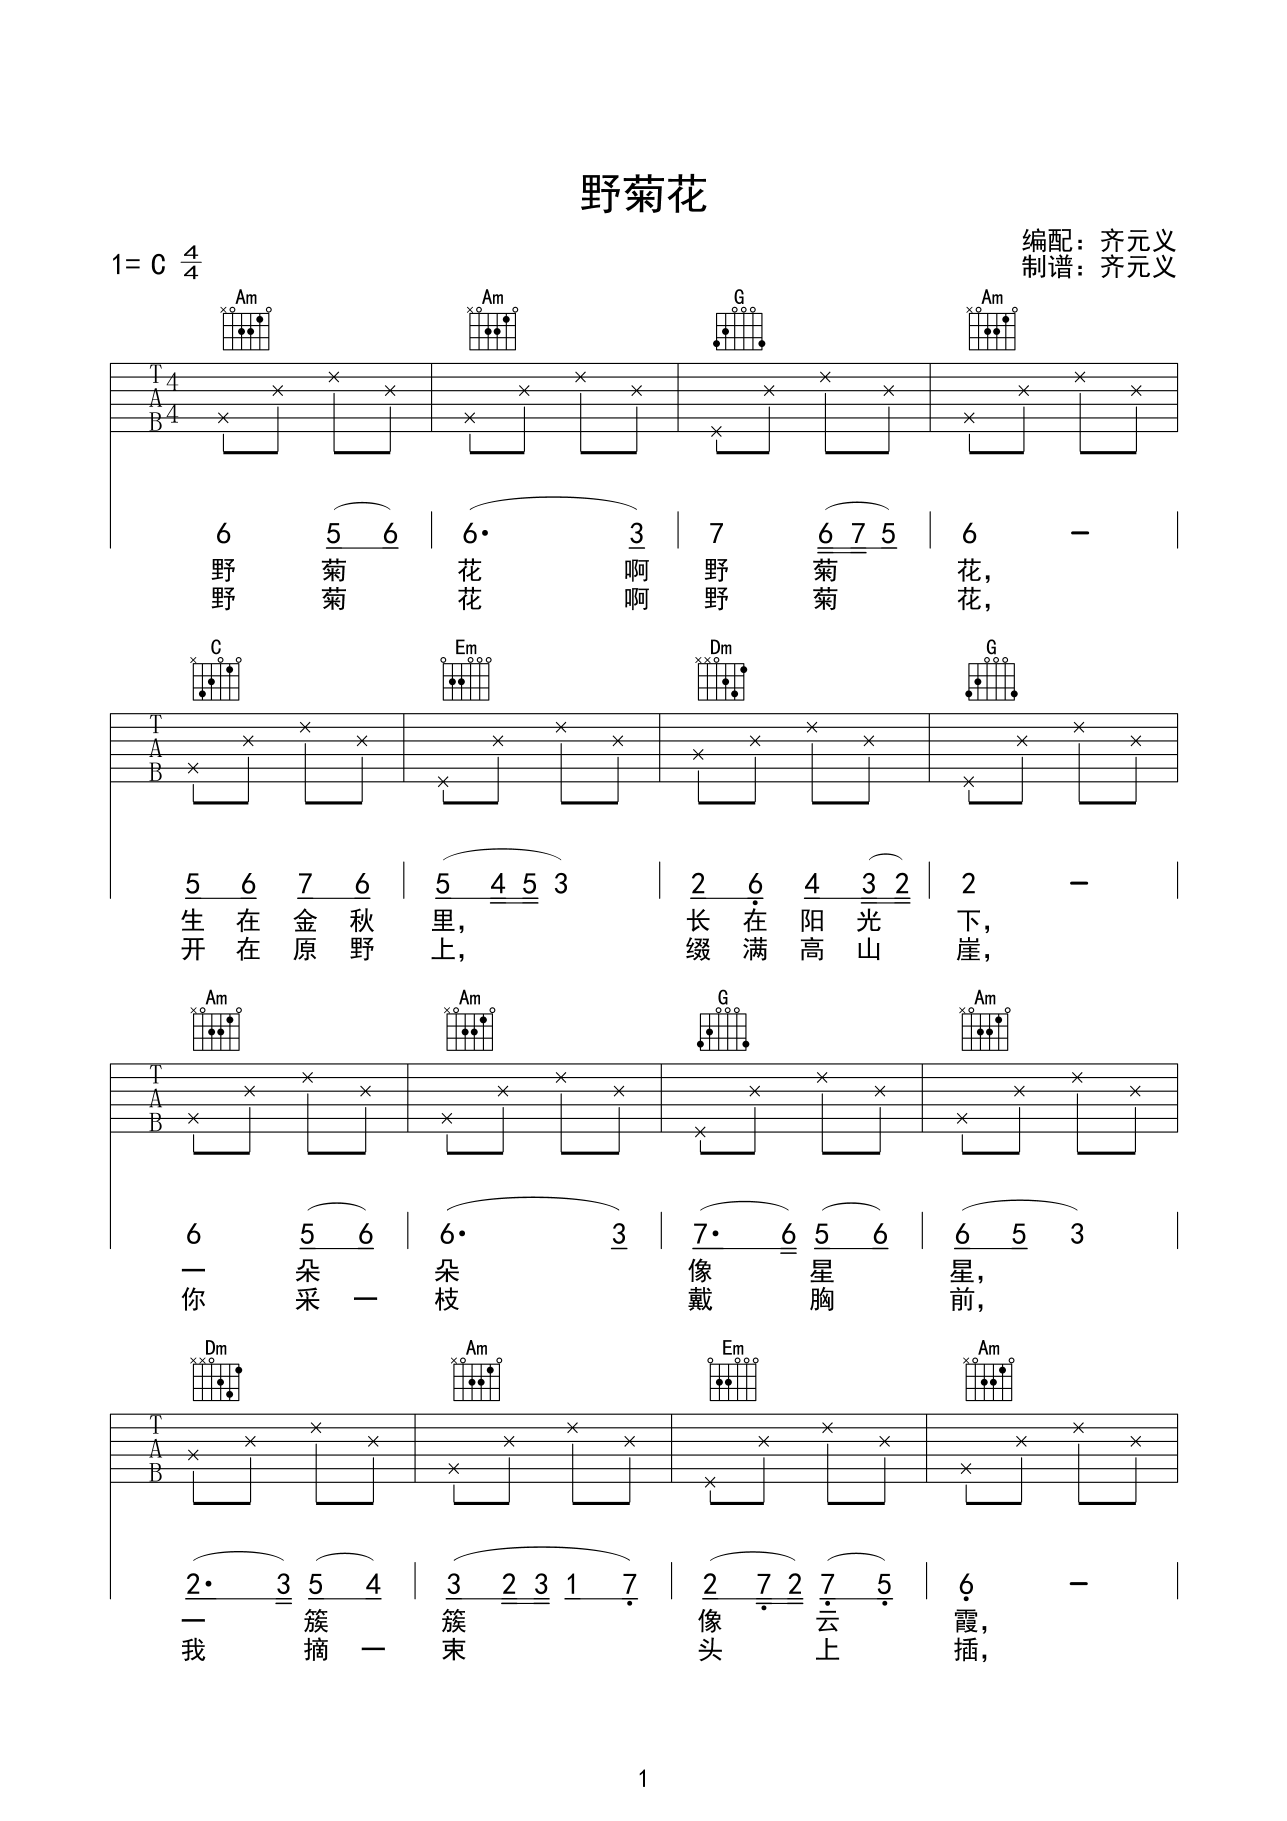 野菊花
编配：齐元义
1= C 4/4
制谱：齐元义
Am Am G Am
T A B 4 4
6 5 6 6· 3 7 6 7 5 6 －
野 菊 花 啊 野 菊 花，
野 菊 花 啊 野 菊 花，
C Em Dm G
T A B
5 6 7 6 5 4 5 3 2 6 4 3 2 2 －
生 在 金 秋 里， 长 在 阳 光 下，
开 在 原 野 上， 缀 满 高 山 崖，
Am Am G Am
T A B
6 5 6 6· 3 7· 6 5 6 6 5 3
一 朵 朵 像 星 星，
你 采 一 枝 戴 胸 前，
Dm Am Em Am
T A B
2· 3 5 4 3 2 3 1 7 2 7 2 7 5 6 －
一 簇 簇 像 云 霞，
我 摘 一 束 头 上 插，
1